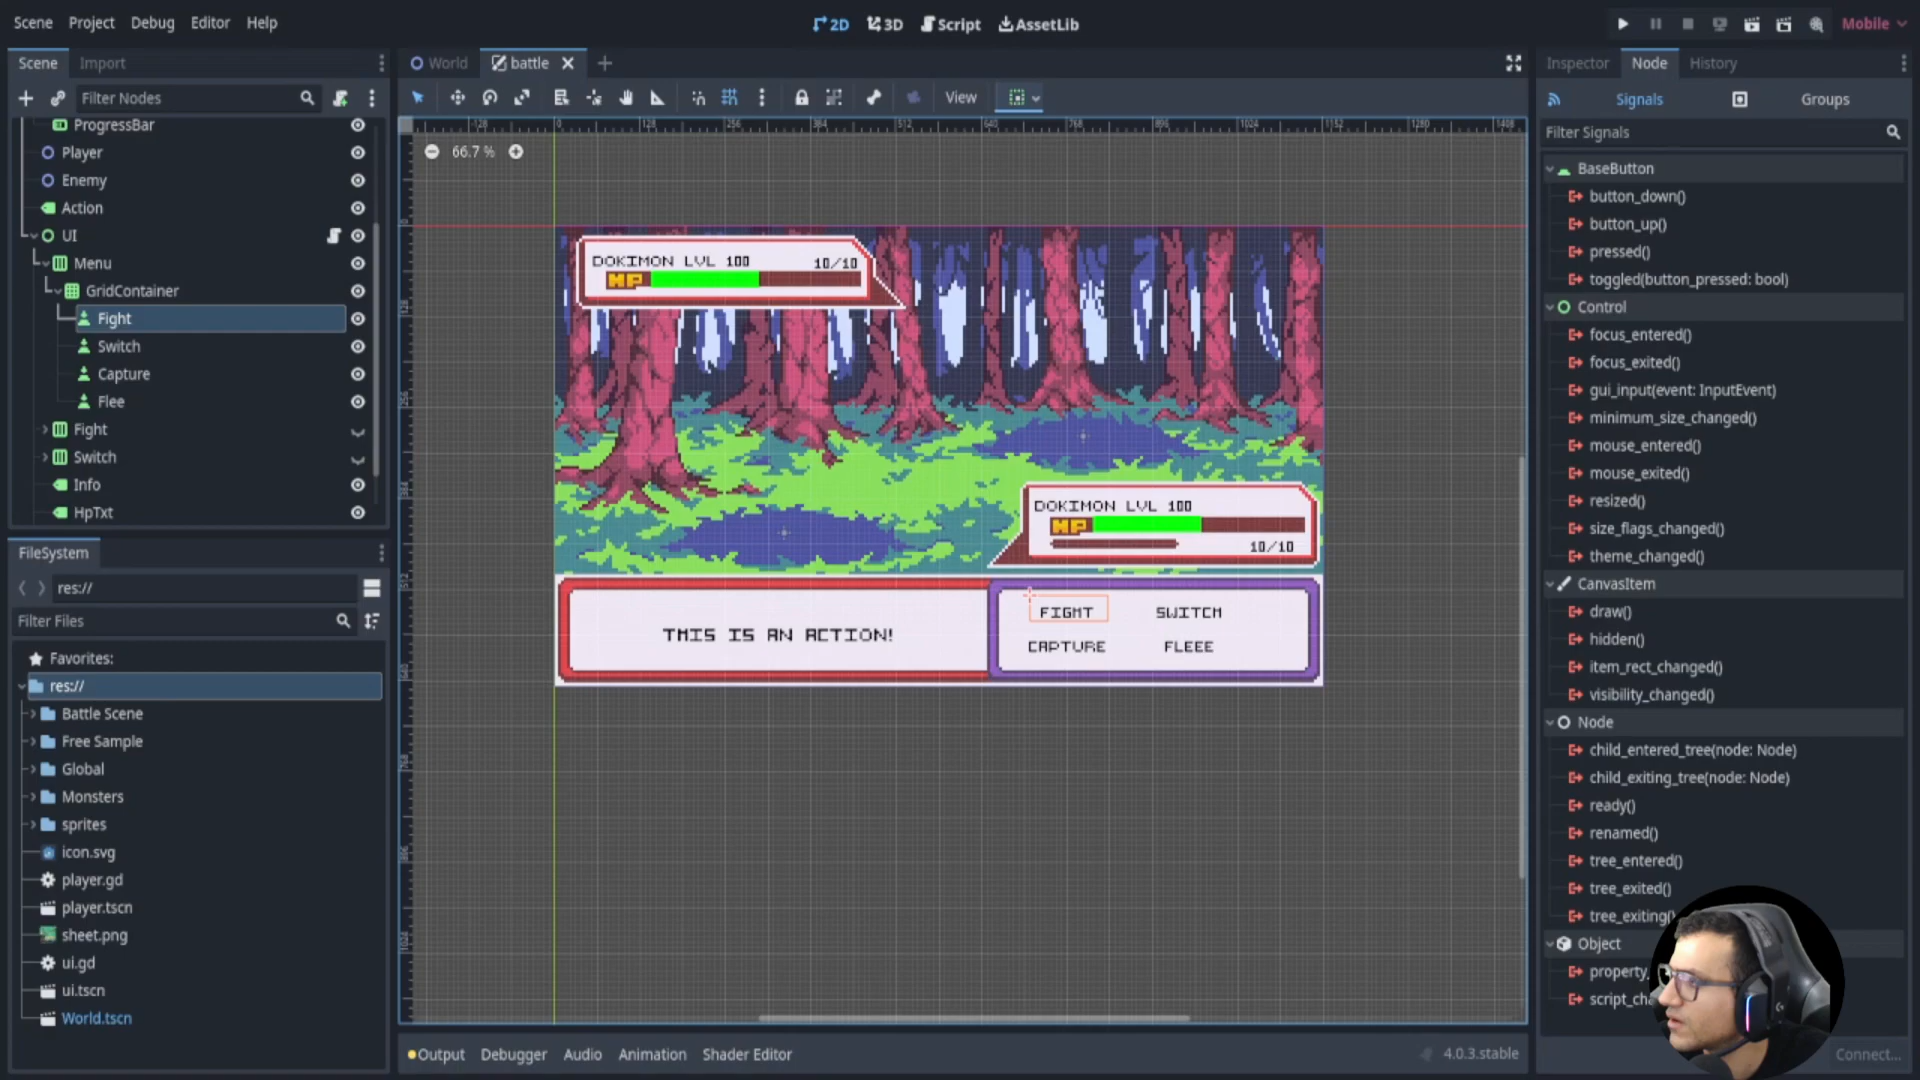 Scene Project Debug Editor Help
2D 3D Script AssetLib
Mobile
Scene Import
World battle
Inspector Node History
Filter Nodes
View
Signals Groups
Filter Signals
66.7 %
ProgressBar
Player
Enemy
Action
UI
Menu
GridContainer
Fight
Switch
Capture
Flee
Fight
Switch
Info
HpTxt
FileSystem
res://
Filter Files
Favorites:
res://
Battle Scene
Free Sample
Global
Monsters
sprites
icon.svg
player.gd
player.tscn
sheet.png
ui.gd
ui.tscn
World.tscn
DOKIMON LVL 100
10/10
HP
DOKIMON LVL 100
HP
10/10
THIS IS AN ACTION!
FIGHT SWITCH
CAPTURE FLEEE
BaseButton
button_down()
button_up()
pressed()
toggled(button_pressed: bool)
Control
focus_entered()
focus_exited()
gui_input(event: InputEvent)
minimum_size_changed()
mouse_entered()
mouse_exited()
resized()
size_flags_changed()
theme_changed()
CanvasItem
draw()
hidden()
item_rect_changed()
visibility_changed()
Node
child_entered_tree(node: Node)
child_exiting_tree(node: Node)
ready()
renamed()
tree_entered()
tree_exited()
tree_exiting()
Object
property_
script_cha
Output Debugger Audio Animation Shader Editor
4.0.3.stable
Connect...